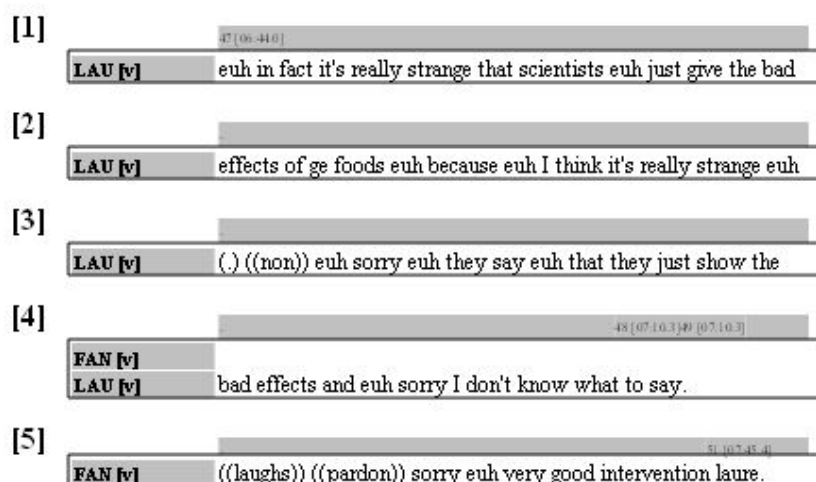 [1]
47 [06:44.0]
LAU [v] euh in fact it's really strange that scientists euh just give the bad
[2]
LAU [v] effects of ge foods euh because euh I think it's really strange euh
[3]
LAU [v] (.) ((non)) euh sorry euh they say euh that they just show the
[4]
48 [07:10.3]49 [07:10.3]
FAN [v]
LAU [v] bad effects and euh sorry I don't know what to say.
[5]
51 [07:45.4]
FAN [v] ((laughs)) ((pardon)) sorry euh very good intervention laure.